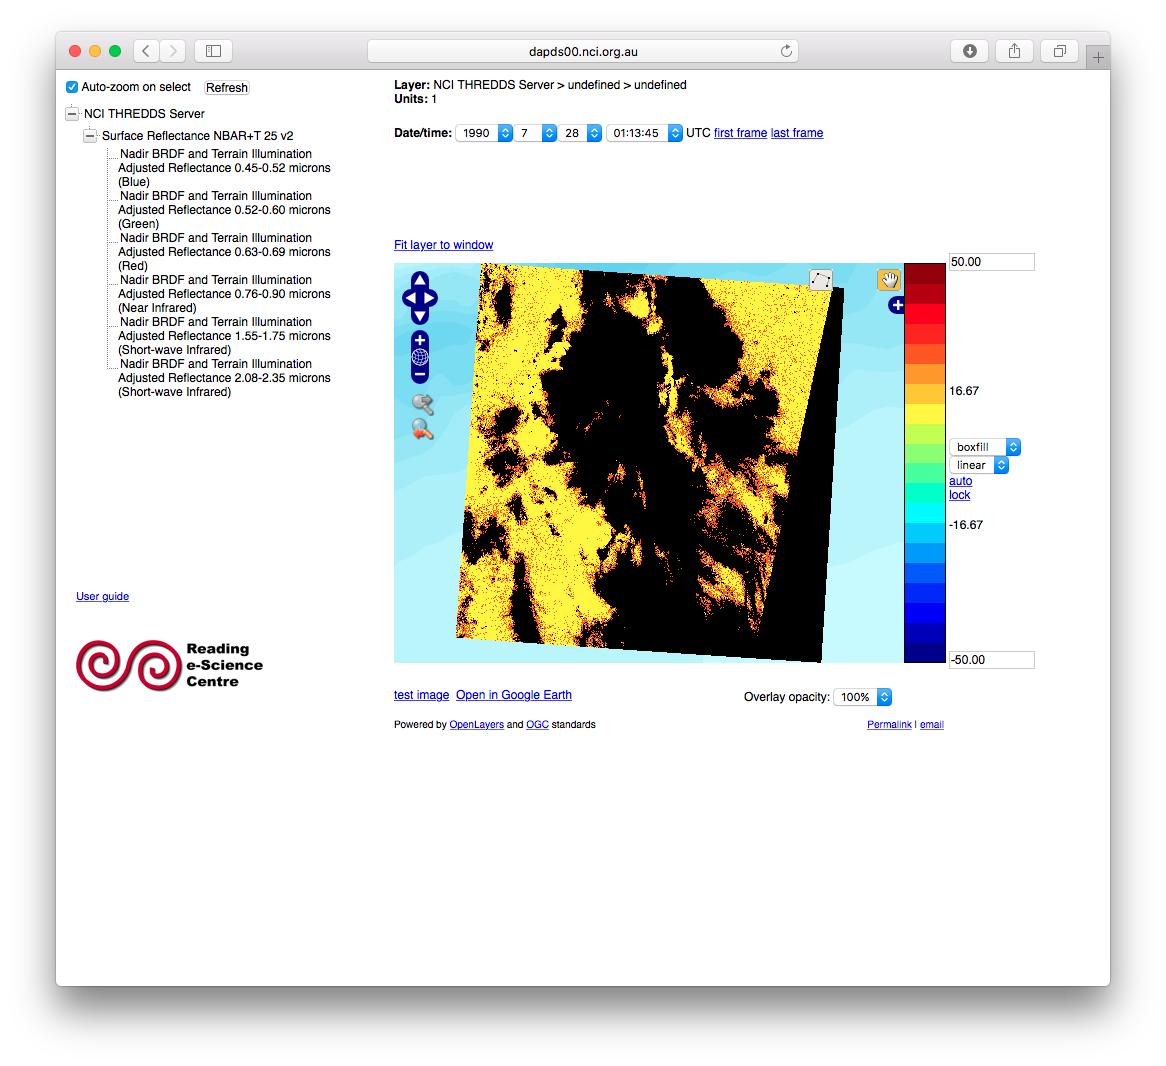 dapds00.nci.org.au
Auto-zoom on select Refresh
NCI THREDDS Server
Surface Reflectance NBAR+T 25 v2
Nadir BRDF and Terrain Illumination
Adjusted Reflectance 0.45-0.52 microns
(Blue)
Nadir BRDF and Terrain Illumination
Adjusted Reflectance 0.52-0.60 microns
(Green)
Nadir BRDF and Terrain Illumination
Adjusted Reflectance 0.63-0.69 microns
(Red)
Nadir BRDF and Terrain Illumination
Adjusted Reflectance 0.76-0.90 microns
(Near Infrared)
Nadir BRDF and Terrain Illumination
Adjusted Reflectance 1.55-1.75 microns
(Short-wave Infrared)
Nadir BRDF and Terrain Illumination
Adjusted Reflectance 2.08-2.35 microns
(Short-wave Infrared)
User guide
Reading
e-Science
Centre
Layer: NCI THREDDS Server > undefined > undefined
Units: 1
Date/time: 1990 7 28 01:13:45 UTC first frame last frame
Fit layer to window
50.00
16.67
boxfill
linear
auto
lock
-16.67
-50.00
test image Open in Google Earth
Overlay opacity: 100%
Powered by OpenLayers and OGC standards
Permalink | email